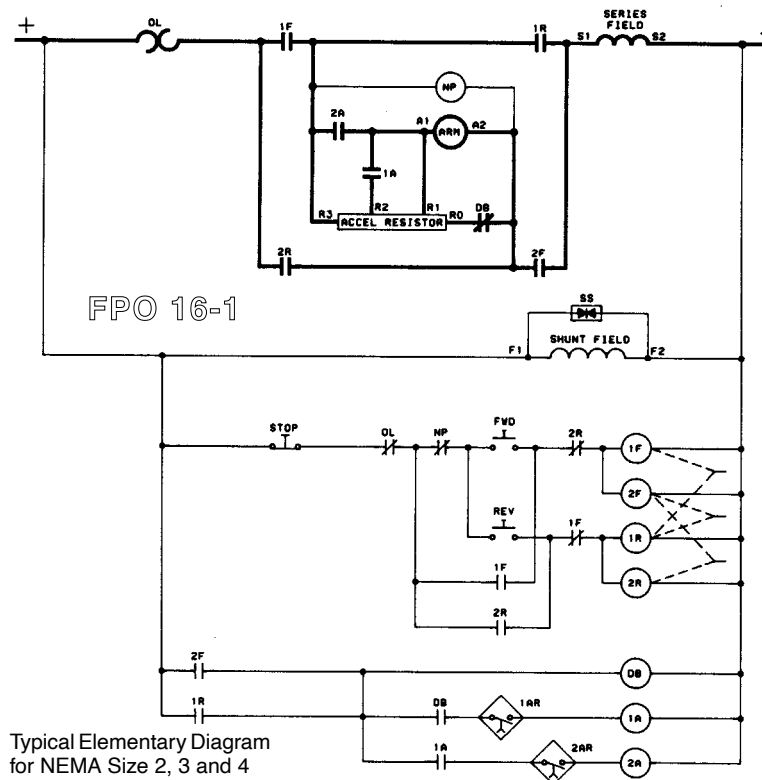 + OL 1F 1R SERIES FIELD S1 S2
NP
2A A1 ARM A2
1A
R3 R2 R1 R0 DB
ACCEL RESISTOR
2R 2F
FPO 16-1
SS
F1 SHUNT FIELD F2
STOP OL NP FWD 2R 1F
2F
REV 1F 1R
1F 2R
2R
2F DB
1R DB 1AR 1A
Typical Elementary Diagram
for NEMA Size 2, 3 and 4
1A 2AR 2A